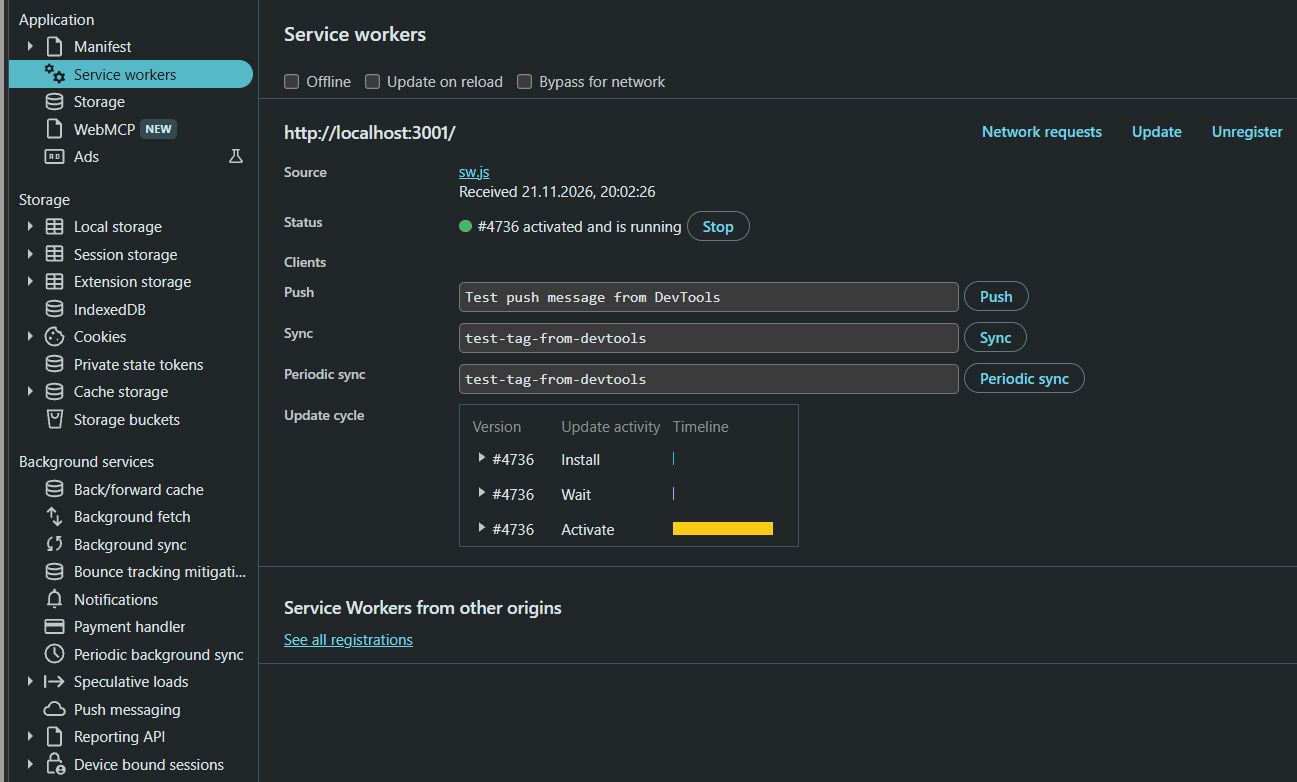 Application
Manifest
Service workers
Storage
WebMCP NEW
Ads
Storage
Local storage
Session storage
Extension storage
IndexedDB
Cookies
Private state tokens
Cache storage
Storage buckets
Background services
Back/forward cache
Background fetch
Background sync
Bounce tracking mitigati...
Notifications
Payment handler
Periodic background sync
Speculative loads
Push messaging
Reporting API
Device bound sessions
Service workers
Offline Update on reload Bypass for network
http://localhost:3001/ Network requests Update Unregister
Source sw.js
Received 21.11.2026, 20:02:26
Status #4736 activated and is running Stop
Clients
Push Test push message from DevTools Push
Sync test-tag-from-devtools Sync
Periodic sync test-tag-from-devtools Periodic sync
Update cycle Version Update activity Timeline
#4736 Install
#4736 Wait
#4736 Activate
Service Workers from other origins
See all registrations